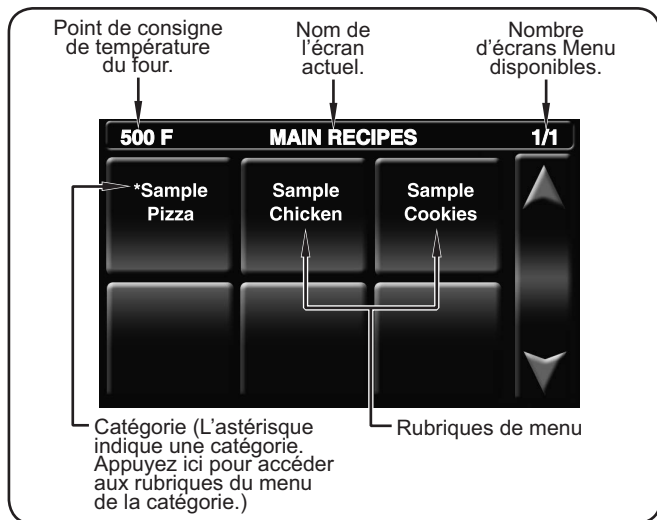 Point de consigne
de température
du four.
Nom de
l'écran
actuel.
Nombre
d'écrans Menu
disponibles.
500 F MAIN RECIPES 1/1
*Sample
Pizza
Sample
Chicken
Sample
Cookies
Catégorie (L'astérisque
indique une catégorie.
Appuyez ici pour accéder
aux rubriques du menu
de la catégorie.)
Rubriques de menu